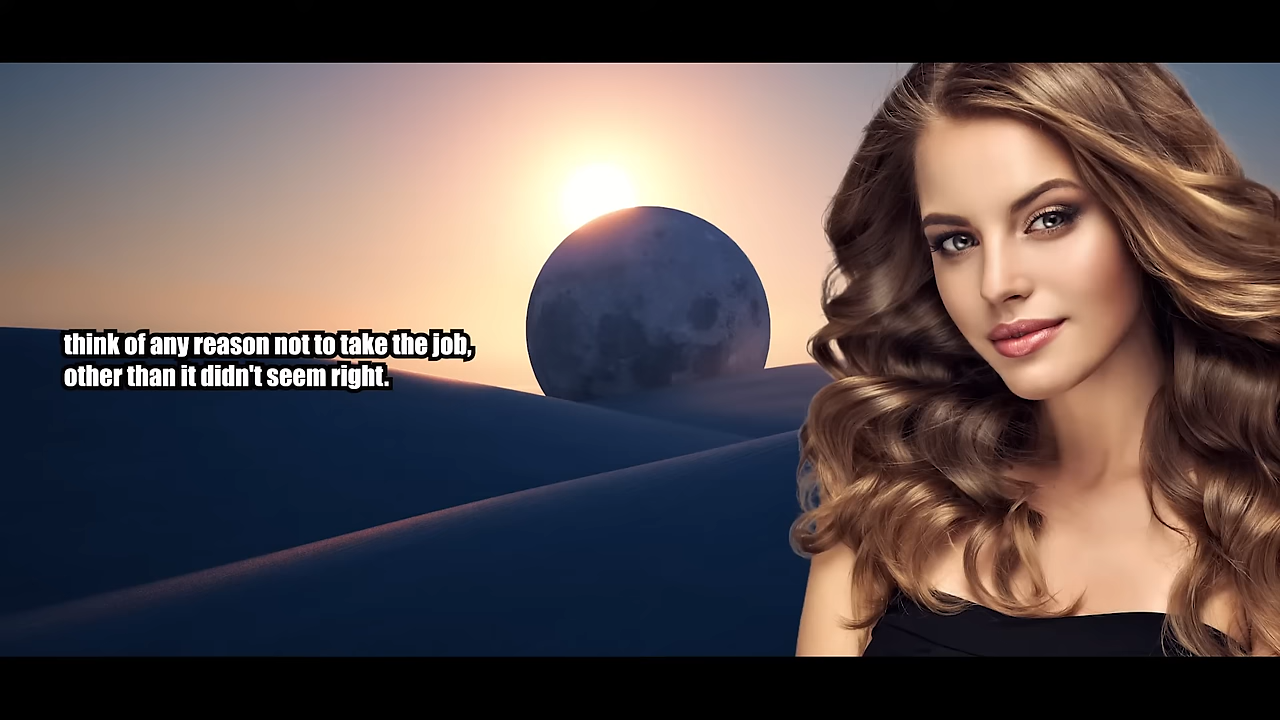 think of any reason not to take the job,
other than it didn't seem right.